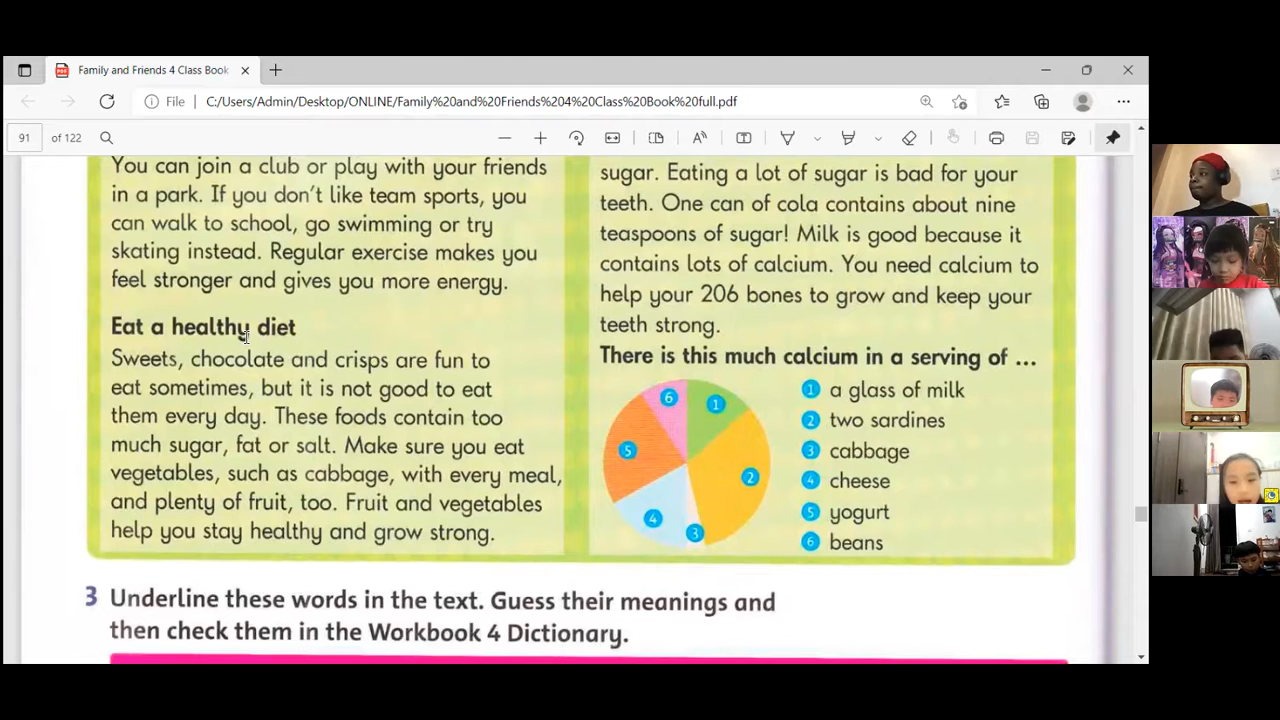 Family and Friends 4 Class Book
File
C:/Users/Admin/Desktop/ONLINE/Family%20and%20Friends%204%20Class%20Book%20full.pdf
91 of 122
You can join a club or play with your friends
in a park. If you don't like team sports, you
can walk to school, go swimming or try
skating instead. Regular exercise makes you
feel stronger and gives you more energy.
Eat a healthy diet
Sweets, chocolate and crisps are fun to
eat sometimes, but it is not good to eat
them every day. These foods contain too
much sugar, fat or salt. Make sure you eat
vegetables, such as cabbage, with every meal,
and plenty of fruit, too. Fruit and vegetables
help you stay healthy and grow strong.
sugar. Eating a lot of sugar is bad for your
teeth. One can of cola contains about nine
teaspoons of sugar! Milk is good because it
contains lots of calcium. You need calcium to
help your 206 bones to grow and keep your
teeth strong.
There is this much calcium in a serving of ...
6
1
5
2
4
3
1 a glass of milk
2 two sardines
3 cabbage
4 cheese
5 yogurt
6 beans
3 Underline these words in the text. Guess their meanings and
then check them in the Workbook 4 Dictionary.